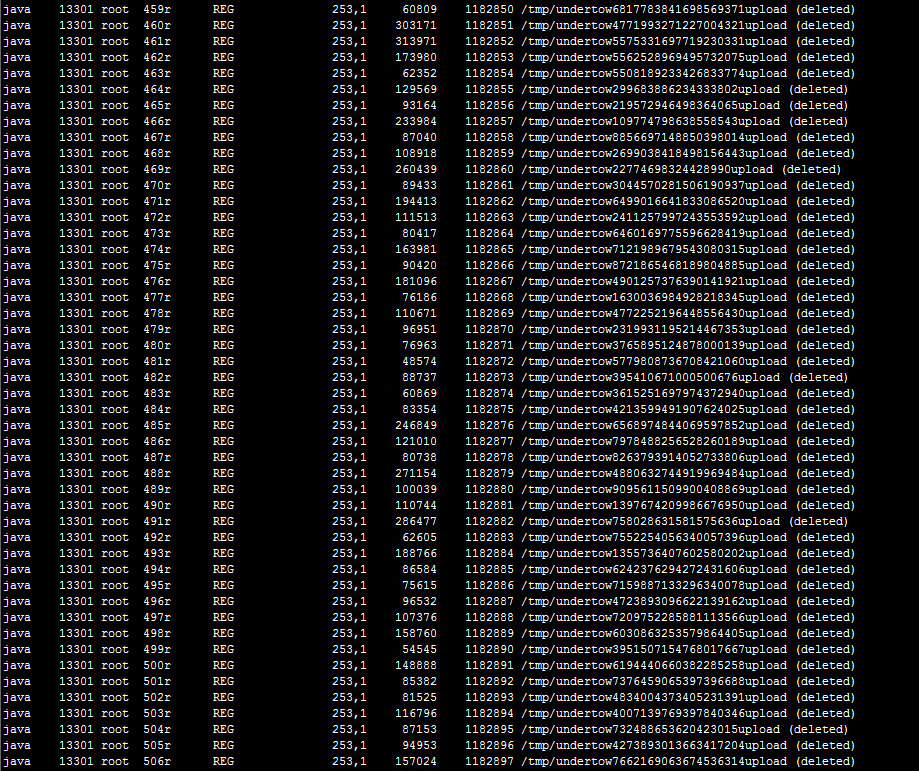 java 13301 root 459r REG 253,1 60809 1182850 /tmp/undertow6817783841698569371upload (deleted)
java 13301 root 460r REG 253,1 303171 1182851 /tmp/undertow4771993271227004321upload (deleted)
java 13301 root 461r REG 253,1 313971 1182852 /tmp/undertow5575331697719230331upload (deleted)
java 13301 root 462r REG 253,1 173980 1182853 /tmp/undertow5562528969495732075upload (deleted)
java 13301 root 463r REG 253,1 62352 1182854 /tmp/undertow5508189233426833774upload (deleted)
java 13301 root 464r REG 253,1 129569 1182855 /tmp/undertow299683886234333802upload (deleted)
java 13301 root 465r REG 253,1 93164 1182856 /tmp/undertow219572946498364065upload (deleted)
java 13301 root 466r REG 253,1 233984 1182857 /tmp/undertow109774798638558543upload (deleted)
java 13301 root 467r REG 253,1 87040 1182858 /tmp/undertow8856697148850398014upload (deleted)
java 13301 root 468r REG 253,1 108918 1182859 /tmp/undertow2699038418498156443upload (deleted)
java 13301 root 469r REG 253,1 260439 1182860 /tmp/undertow22774698324428990upload (deleted)
java 13301 root 470r REG 253,1 89433 1182861 /tmp/undertow3044570281506190937upload (deleted)
java 13301 root 471r REG 253,1 194413 1182862 /tmp/undertow6499016641833086520upload (deleted)
java 13301 root 472r REG 253,1 111513 1182863 /tmp/undertow2411257997243553592upload (deleted)
java 13301 root 473r REG 253,1 80417 1182864 /tmp/undertow6460169775596628419upload (deleted)
java 13301 root 474r REG 253,1 163981 1182865 /tmp/undertow7121989679543080315upload (deleted)
java 13301 root 475r REG 253,1 90420 1182866 /tmp/undertow8721865468189804885upload (deleted)
java 13301 root 476r REG 253,1 181096 1182867 /tmp/undertow4901257376390141921upload (deleted)
java 13301 root 477r REG 253,1 76186 1182868 /tmp/undertow1630036984928218345upload (deleted)
java 13301 root 478r REG 253,1 110671 1182869 /tmp/undertow4772252196448556430upload (deleted)
java 13301 root 479r REG 253,1 96951 1182870 /tmp/undertow2319931195214467353upload (deleted)
java 13301 root 480r REG 253,1 76963 1182871 /tmp/undertow3765895124878000139upload (deleted)
java 13301 root 481r REG 253,1 48574 1182872 /tmp/undertow5779808736708421060upload (deleted)
java 13301 root 482r REG 253,1 88737 1182873 /tmp/undertow395410671000500676upload (deleted)
java 13301 root 483r REG 253,1 60869 1182874 /tmp/undertow3615251697974372940upload (deleted)
java 13301 root 484r REG 253,1 83354 1182875 /tmp/undertow4213599491907624025upload (deleted)
java 13301 root 485r REG 253,1 246849 1182876 /tmp/undertow6568974844069597852upload (deleted)
java 13301 root 486r REG 253,1 121010 1182877 /tmp/undertow7978488256528260189upload (deleted)
java 13301 root 487r REG 253,1 80738 1182878 /tmp/undertow8263793914052733806upload (deleted)
java 13301 root 488r REG 253,1 271154 1182879 /tmp/undertow4880632744919969484upload (deleted)
java 13301 root 489r REG 253,1 100039 1182880 /tmp/undertow9095611509900408869upload (deleted)
java 13301 root 490r REG 253,1 110744 1182881 /tmp/undertow1397674209986676950upload (deleted)
java 13301 root 491r REG 253,1 286477 1182882 /tmp/undertow758028631581575636upload (deleted)
java 13301 root 492r REG 253,1 62605 1182883 /tmp/undertow7552254056340057396upload (deleted)
java 13301 root 493r REG 253,1 188766 1182884 /tmp/undertow1355736407602580202upload (deleted)
java 13301 root 494r REG 253,1 86584 1182885 /tmp/undertow6242376294272431606upload (deleted)
java 13301 root 495r REG 253,1 75615 1182886 /tmp/undertow7159887133296340078upload (deleted)
java 13301 root 496r REG 253,1 96532 1182887 /tmp/undertow4723893096622139162upload (deleted)
java 13301 root 497r REG 253,1 107376 1182888 /tmp/undertow7209752285881113566upload (deleted)
java 13301 root 498r REG 253,1 158760 1182889 /tmp/undertow6030863253579864405upload (deleted)
java 13301 root 499r REG 253,1 54545 1182890 /tmp/undertow3951507154768017667upload (deleted)
java 13301 root 500r REG 253,1 148888 1182891 /tmp/undertow6194440660382285258upload (deleted)
java 13301 root 501r REG 253,1 85382 1182892 /tmp/undertow7376459065397396688upload (deleted)
java 13301 root 502r REG 253,1 81525 1182893 /tmp/undertow4834004373405231391upload (deleted)
java 13301 root 503r REG 253,1 116796 1182894 /tmp/undertow4007139769397840346upload (deleted)
java 13301 root 504r REG 253,1 87153 1182895 /tmp/undertow732488653620423015upload (deleted)
java 13301 root 505r REG 253,1 94953 1182896 /tmp/undertow4273893013663417204upload (deleted)
java 13301 root 506r REG 253,1 157024 1182897 /tmp/undertow7662169063674536314upload (deleted)